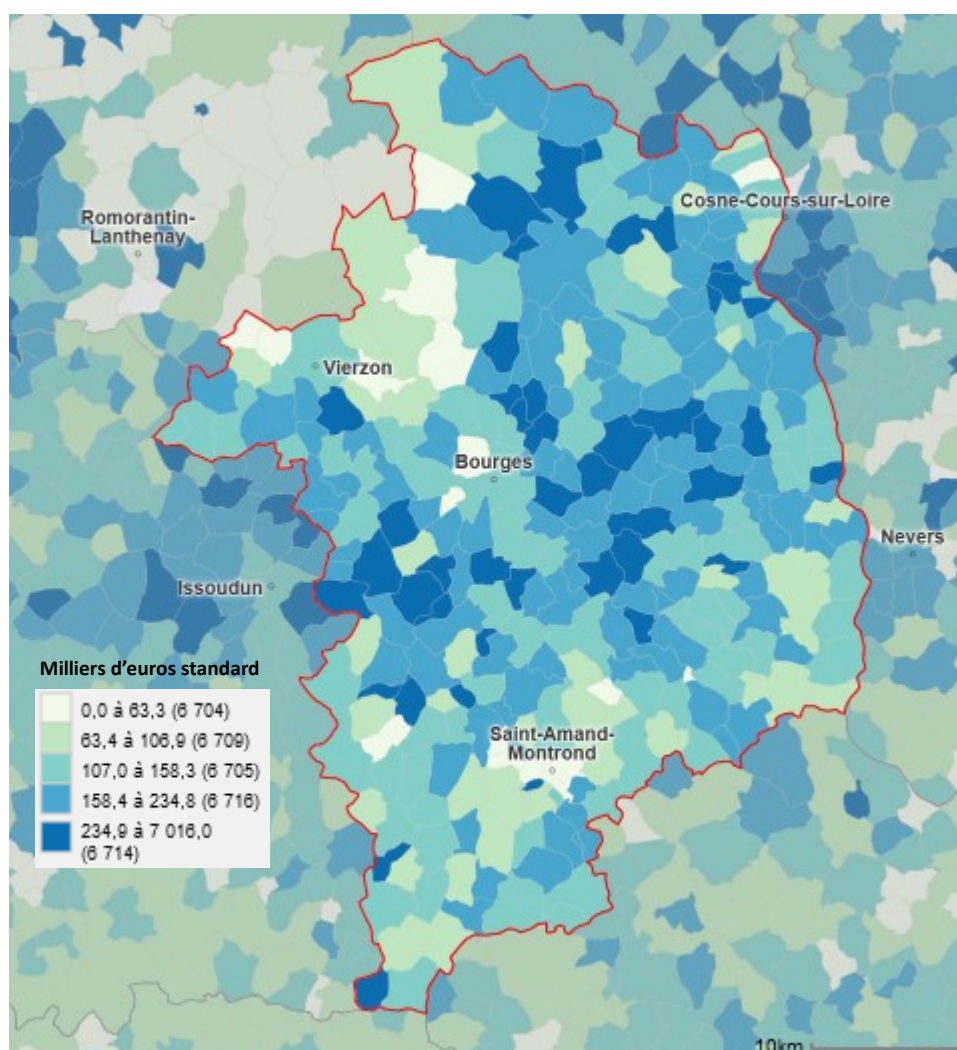 Cosne-Cours-sur-Loire
Romorantin-
Lanthenay
Vierzon
Bourges
Nevers
Issoudun
Milliers d'euros standard
0,0 à 63,3 (6 704)
63,4 à 106,9 (6 709)
107,0 à 158,3 (6 705)
158,4 à 234,8 (6 716)
234,9 à 7 016,0
(6 714)
Saint-Amand-
Montrond
10km